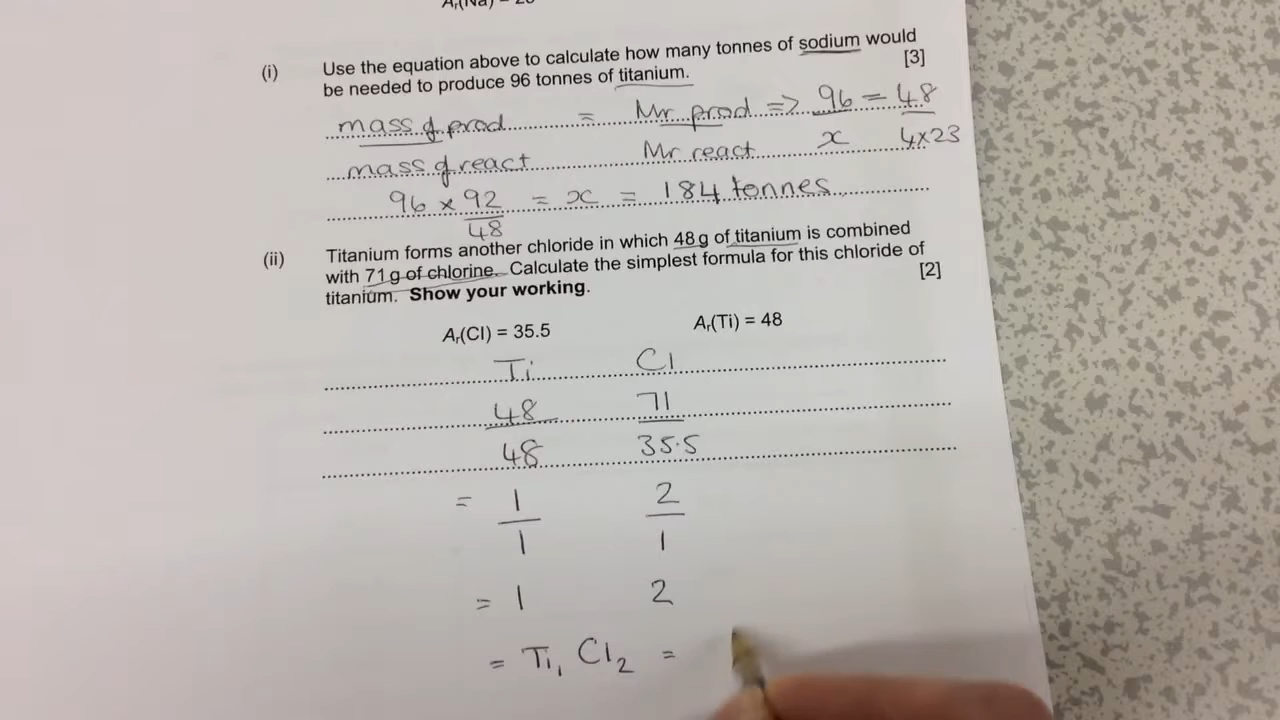 (i) Use the equation above to calculate how many tonnes of sodium would
be needed to produce 96 tonnes of titanium. [3]
mass of prod = Mr prod => 96 = 48
mass of react Mr react x 4×23
96 × 92 = x = 184 tonnes
48
(ii) Titanium forms another chloride in which 48 g of titanium is combined
with 71 g of chlorine. Calculate the simplest formula for this chloride of
titanium. Show your working. [2]
Ar(Cl) = 35.5 Ar(Ti) = 48
Ti Cl
48 71
48 35.5
= 1 2
1 1
= 1 2
= Ti1 Cl2 =